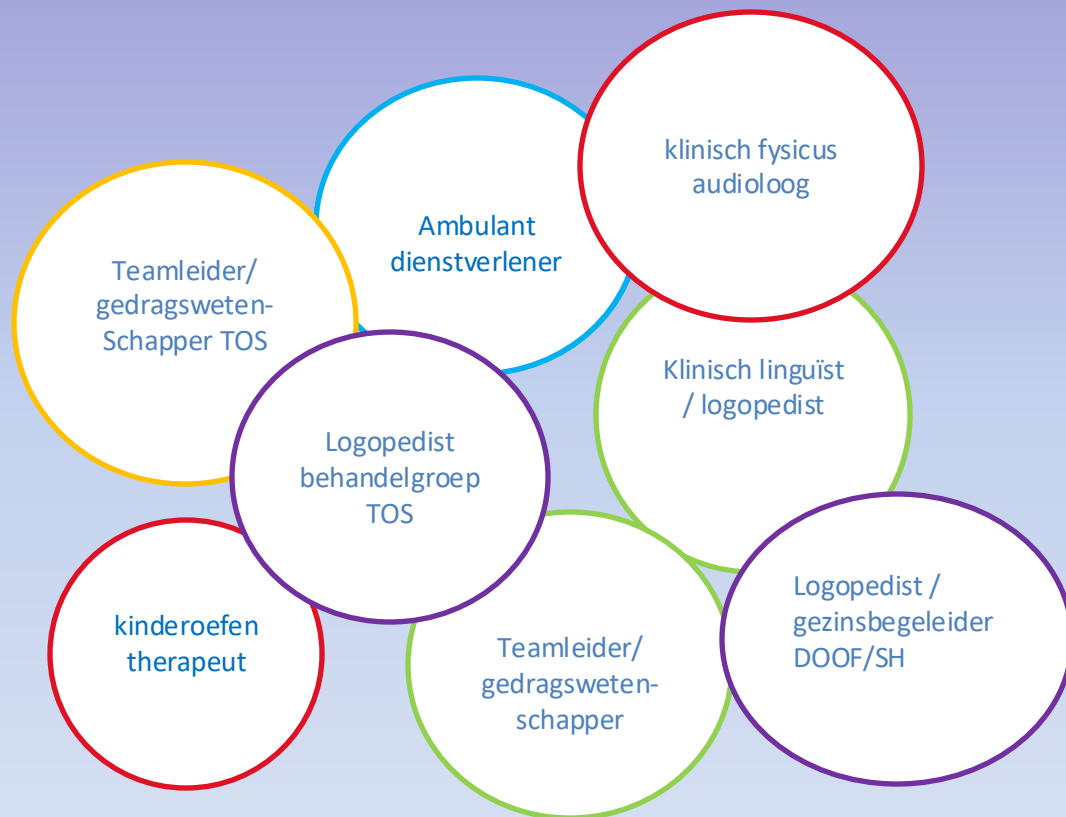 klinisch fysicus
audioloog
Ambulant
dienstverlener
Teamleider/
gedragsweten-
Schapper TOS
Klinisch linguïst
/ logopedist
Logopedist
behandelgroep
TOS
Logopedist /
gezinsbegeleider
DOOF/SH
kinderoefen
therapeut
Teamleider/
gedragsweten-
schapper